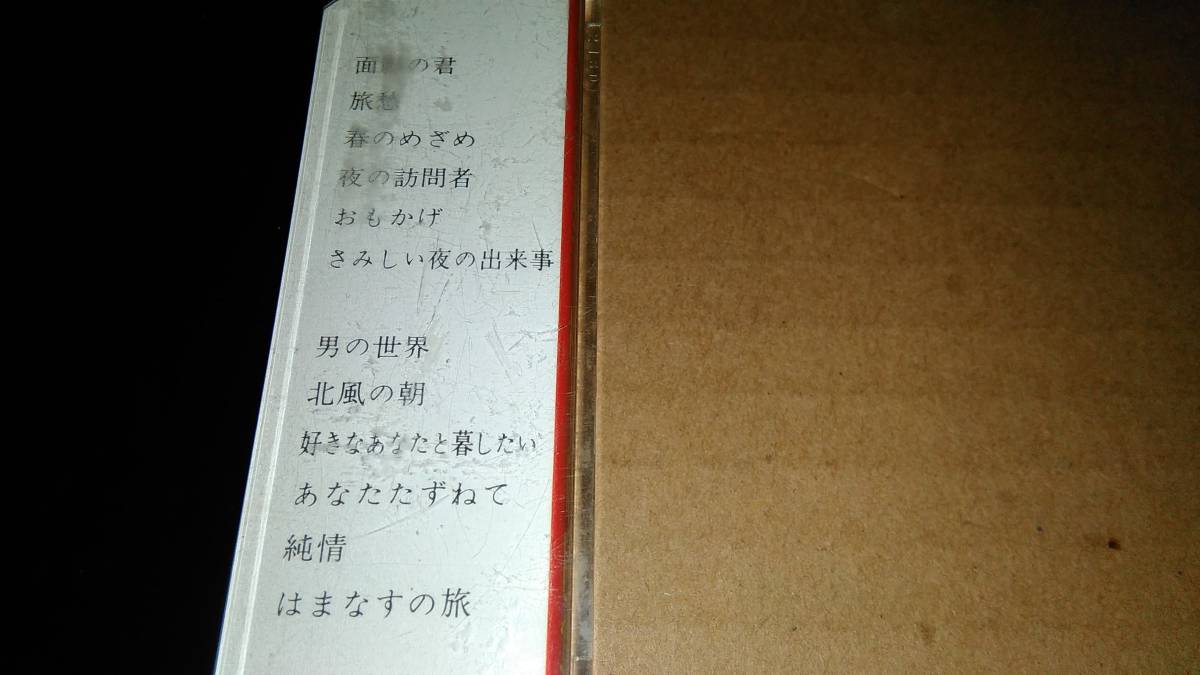 面 の君
旅愁
春のめざめ
夜の訪問者
おもかげ
さみしい夜の出来事
男の世界
北風の朝
好きなあなたと暮したい
あなたたずねて
純情
はまなすの旅